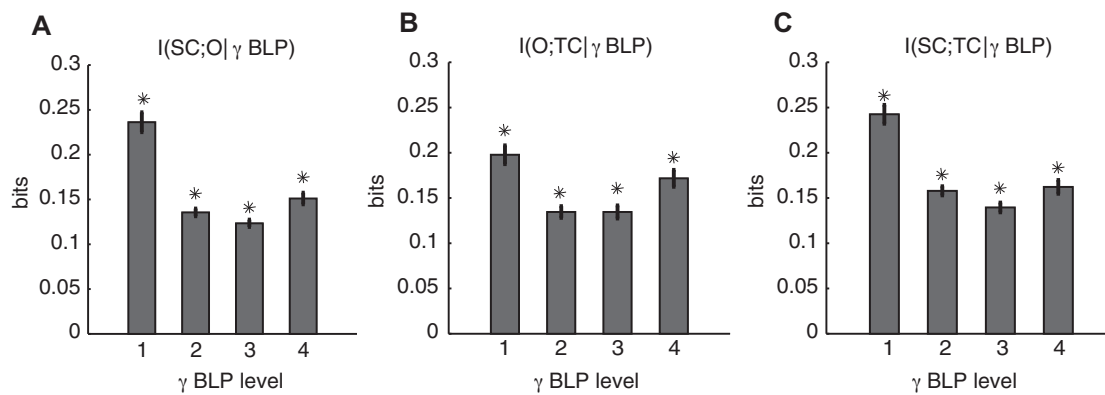 A
I(SC;O| γ BLP)
0.3
0.25
0.2
0.15
0.1
0.05
0
bits
* * * *
1 2 3 4
γ BLP level
B
I(O;TC| γ BLP)
0.3
0.25
0.2
0.15
0.1
0.05
0
bits
* * * *
1 2 3 4
γ BLP level
C
I(SC;TC| γ BLP)
0.3
0.25
0.2
0.15
0.1
0.05
0
bits
* * * *
1 2 3 4
γ BLP level